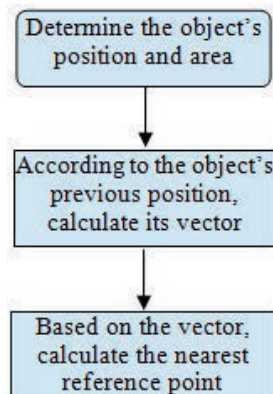 Determine the object's
position and area
According to the object's
previous position,
calculate its vector
Based on the vector,
calculate the nearest
reference point